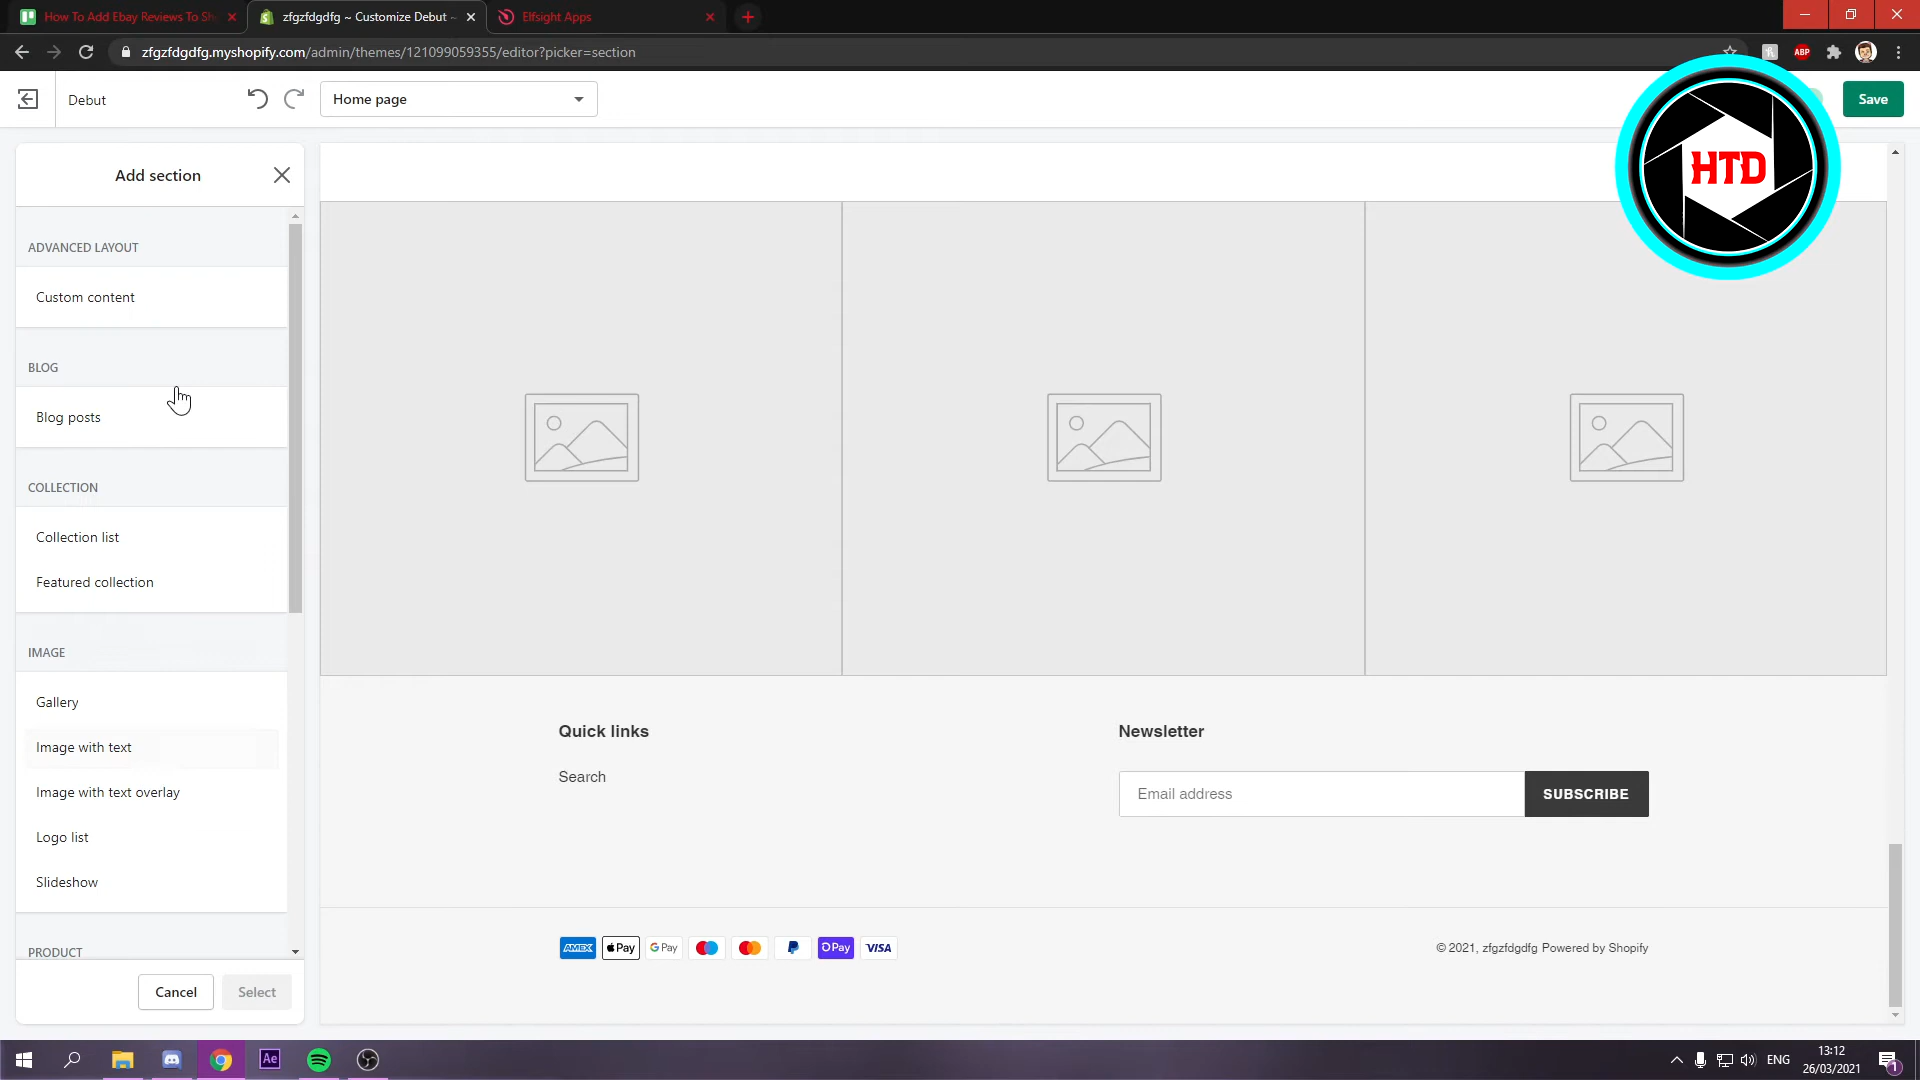 How To Add Ebay Reviews To Sh
zfgzfdgdfg ~ Customize Debut ~
Elfsight Apps
zfgzfdgdfg.myshopify.com/admin/themes/121099059355/editor?picker=section
ABP
Debut
Home page
Save
HTD
Add section
ADVANCED LAYOUT
Custom content
BLOG
Blog posts
COLLECTION
Collection list
Featured collection
IMAGE
Gallery
Image with text
Image with text overlay
Logo list
Slideshow
PRODUCT
Cancel
Select
Quick links
Search
Newsletter
Email address
SUBSCRIBE
AMEX
Pay
G Pay
Pay
VISA
© 2021, zfgzfdgdfg Powered by Shopify
Ae
ENG
13:12
26/03/2021
1